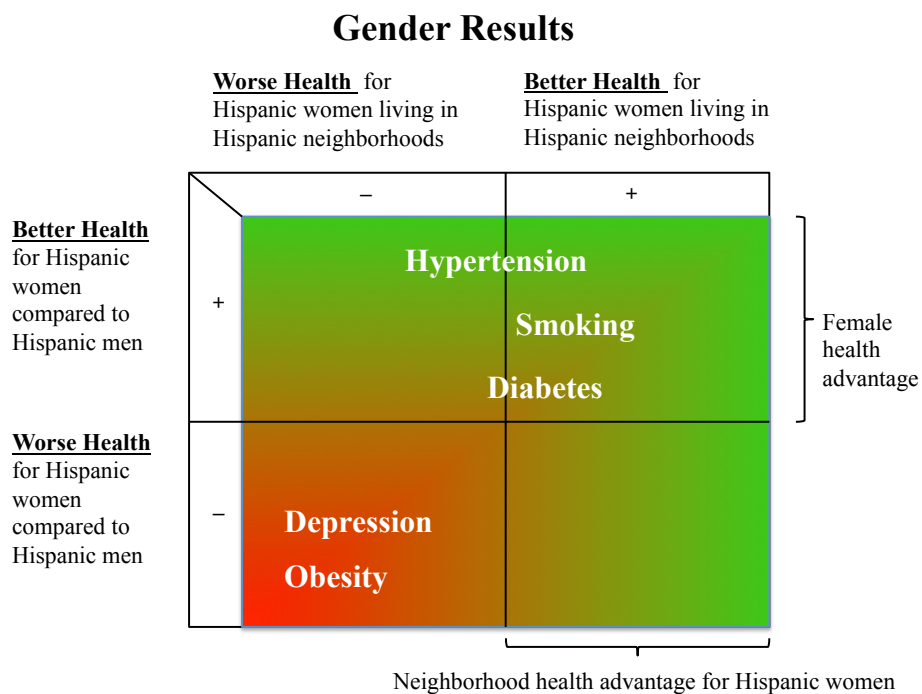 Gender Results
Worse Health for
Hispanic women living in
Hispanic neighborhoods
Better Health for
Hispanic women living in
Hispanic neighborhoods
– +
Better Health
for Hispanic
women
compared to
Hispanic men
+
Hypertension
Smoking
Diabetes
Female
health
advantage
Worse Health
for Hispanic
women
compared to
Hispanic men
–
Depression
Obesity
Neighborhood health advantage for Hispanic women